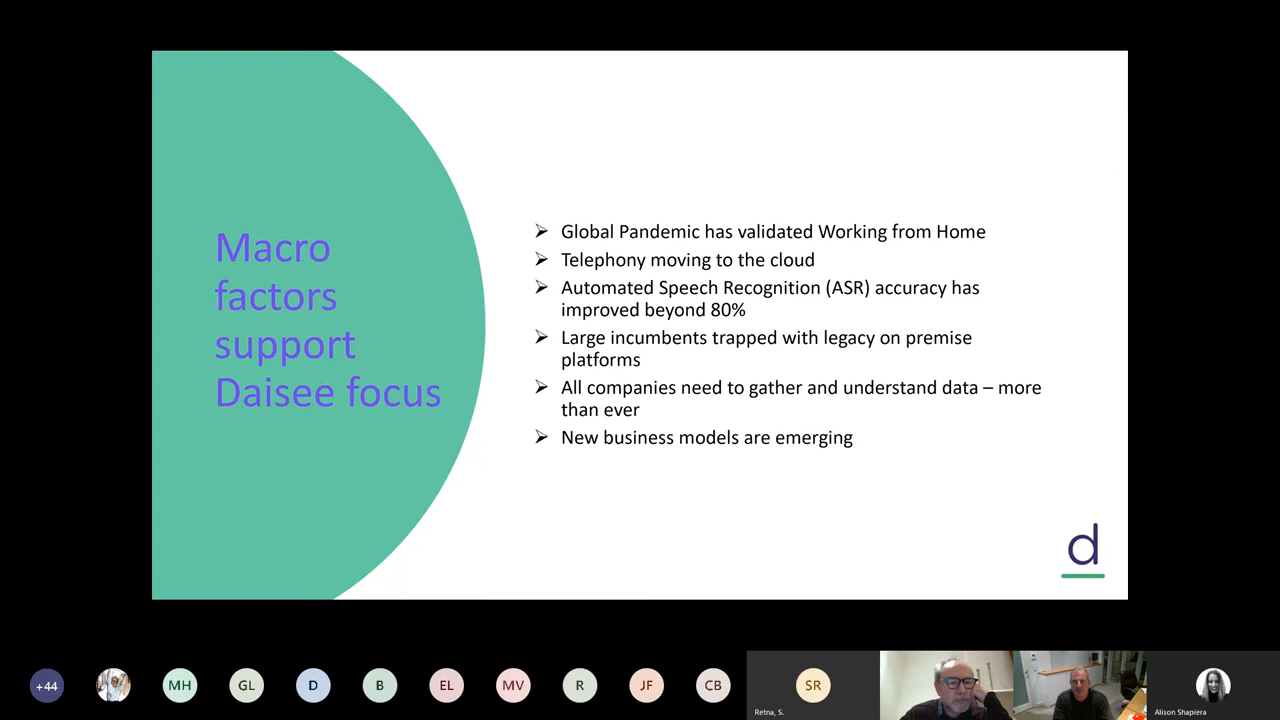 Macro
factors
support
Daisee focus
Global Pandemic has validated Working from Home
Telephony moving to the cloud
Automated Speech Recognition (ASR) accuracy has
improved beyond 80%
Large incumbents trapped with legacy on premise
platforms
All companies need to gather and understand data – more
than ever
New business models are emerging
d
+44
MH
GL
D
B
EL
MV
R
JF
CB
SR
Retna, S.
Alison Shapiera